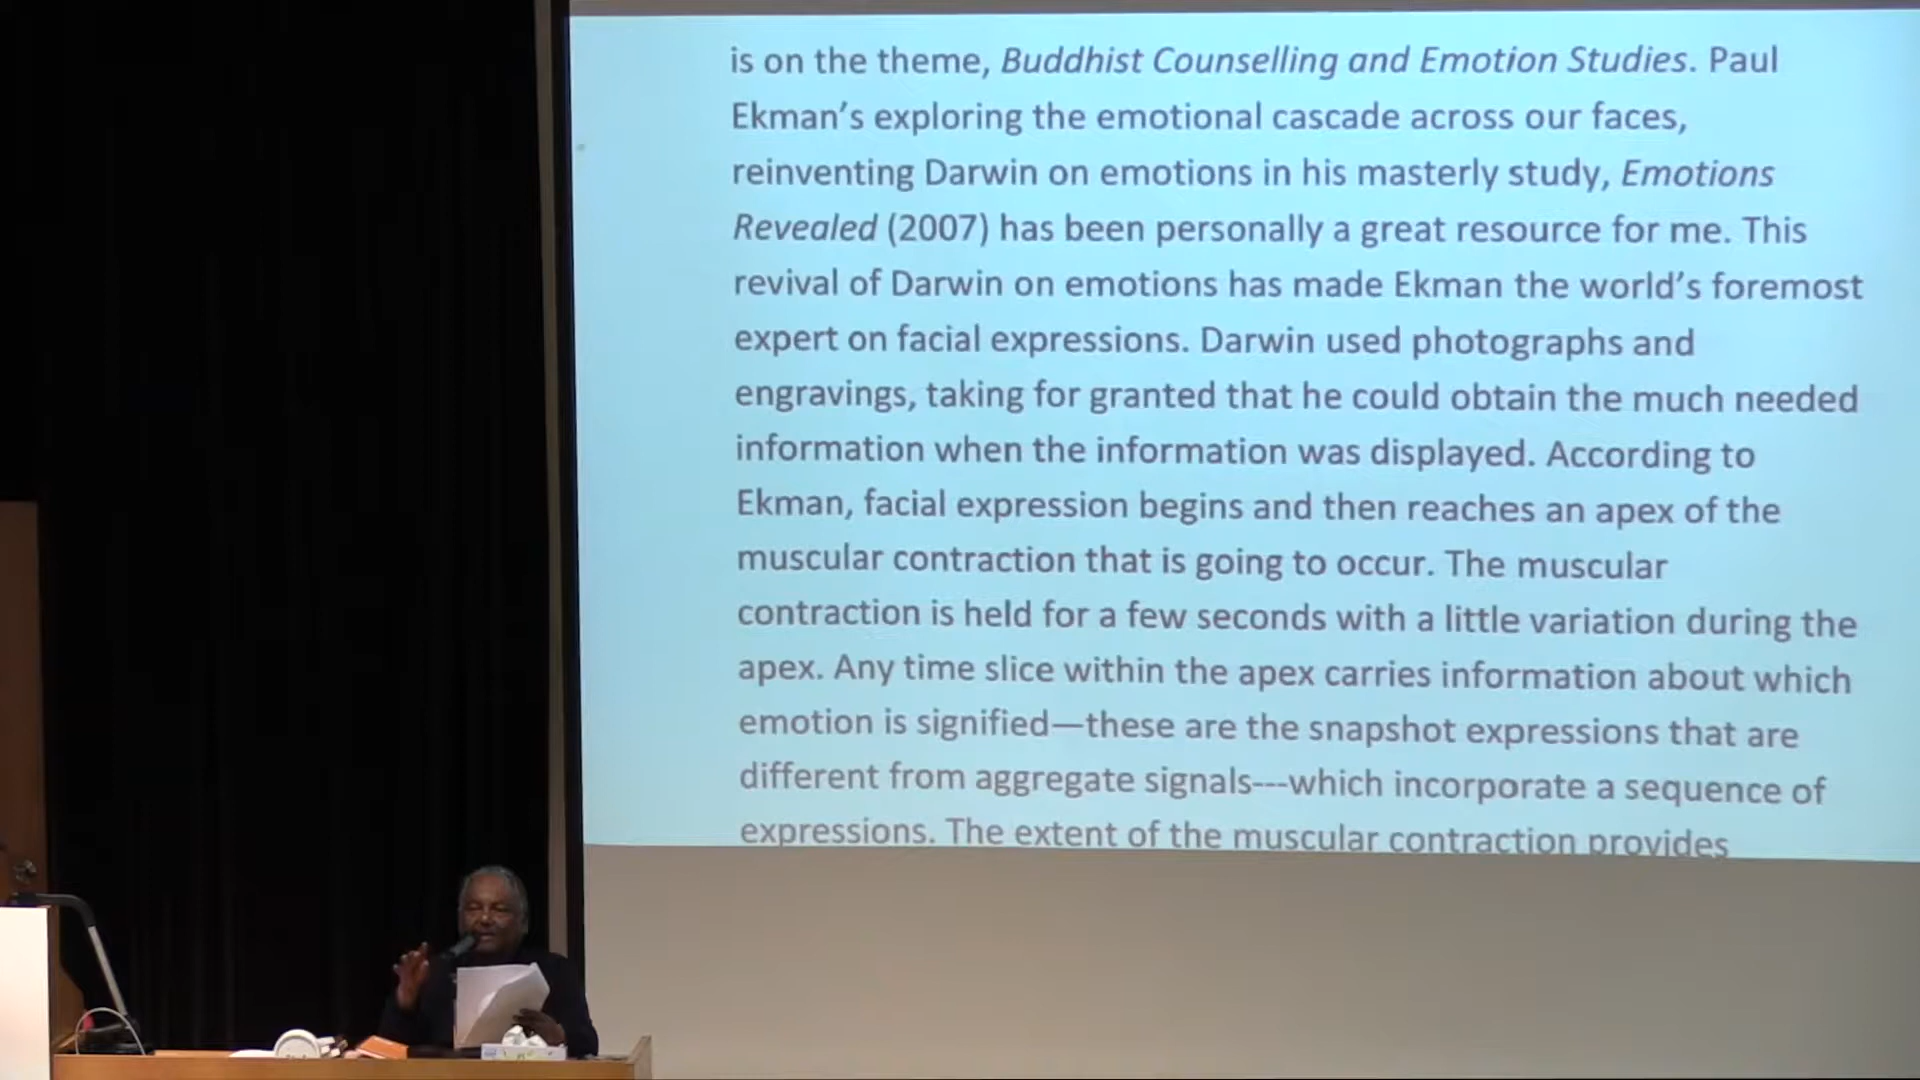 is on the theme, Buddhist Counselling and Emotion Studies. Paul
Ekman’s exploring the emotional cascade across our faces,
reinventing Darwin on emotions in his masterly study, Emotions
Revealed (2007) has been personally a great resource for me. This
revival of Darwin on emotions has made Ekman the world’s foremost
expert on facial expressions. Darwin used photographs and
engravings, taking for granted that he could obtain the much needed
information when the information was displayed. According to
Ekman, facial expression begins and then reaches an apex of the
muscular contraction that is going to occur. The muscular
contraction is held for a few seconds with a little variation during the
apex. Any time slice within the apex carries information about which
emotion is signified—these are the snapshot expressions that are
different from aggregate signals---which incorporate a sequence of
expressions. The extent of the muscular contraction provides